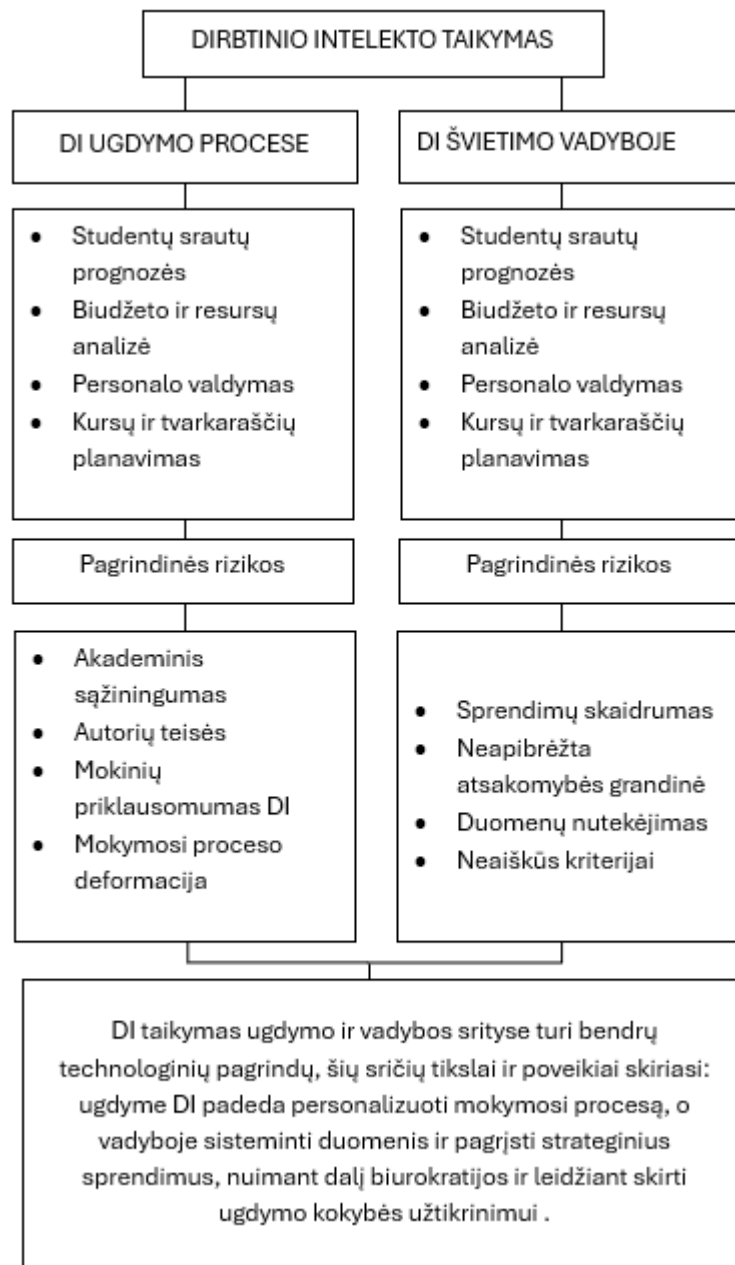 DIRBTINIO INTELEKTO TAIKYMAS
DI UGDYMO PROCESE
DI ŠVIETIMO VADYBOJE
● Studentų srautų
prognozės
● Biudžeto ir resursų
analizė
● Personalo valdymas
● Kursų ir tvarkaraščių
planavimas
● Studentų srautų
prognozės
● Biudžeto ir resursų
analizė
● Personalo valdymas
● Kursų ir tvarkaraščių
planavimas
Pagrindinės rizikos
Pagrindinės rizikos
● Akademinis
sąžiningumas
● Autorių teisės
● Mokinių
priklausomumas DI
● Mokymosi proceso
deformacija
● Sprendimų skaidrumas
● Neapibrėžta
atsakomybės grandinė
● Duomenų nutekėjimas
● Neaiškūs kriterijai
DI taikymas ugdymo ir vadybos srityse turi bendrų
technologinių pagrindų, šių sričių tikslai ir poveikiai skiriasi:
ugdyme DI padeda personalizuoti mokymosi procesą, o
vadyboje sisteminti duomenis ir pagrįsti strateginius
sprendimus, nuimant dalį biurokratijos ir leidžiant skirti
ugdymo kokybės užtikrinimui .